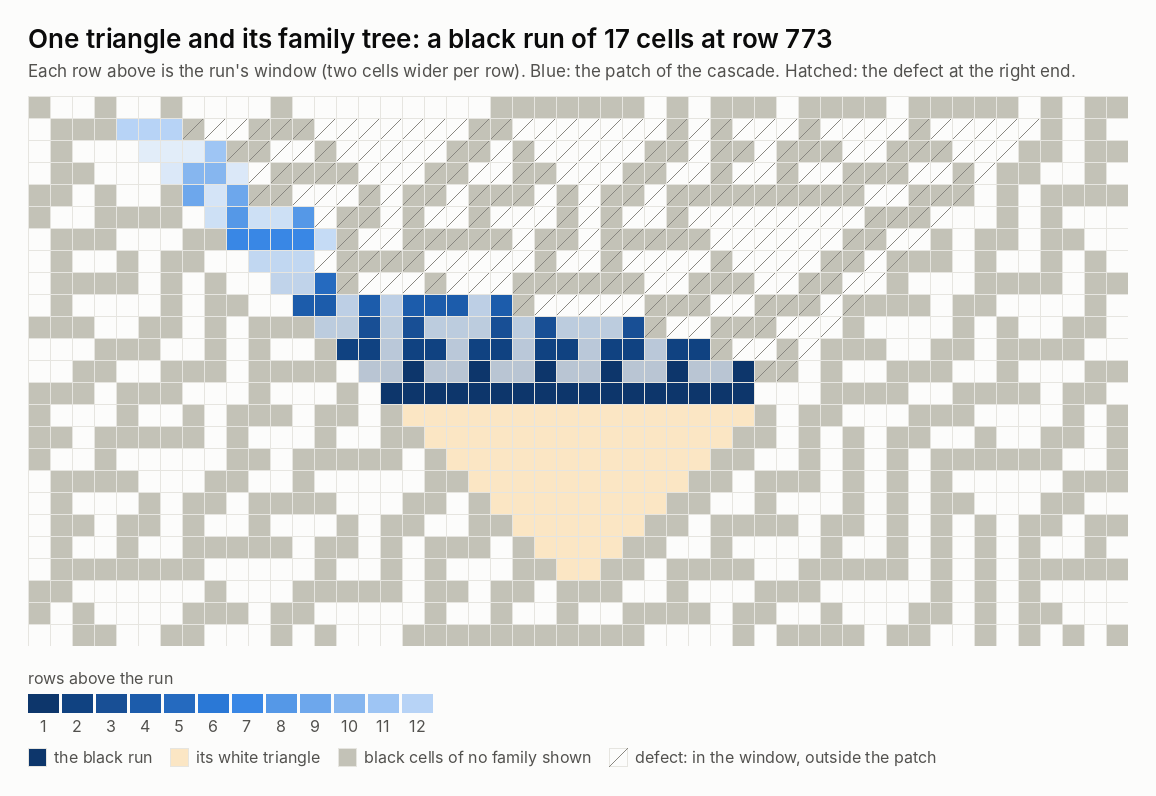 One triangle and its family tree: a black run of 17 cells at row 773
Each row above is the run's window (two cells wider per row). Blue: the patch of the cascade. Hatched: the defect at the right end.
rows above the run
1 2 3 4 5 6 7 8 9 10 11 12
the black run its white triangle black cells of no family shown defect: in the window, outside the patch